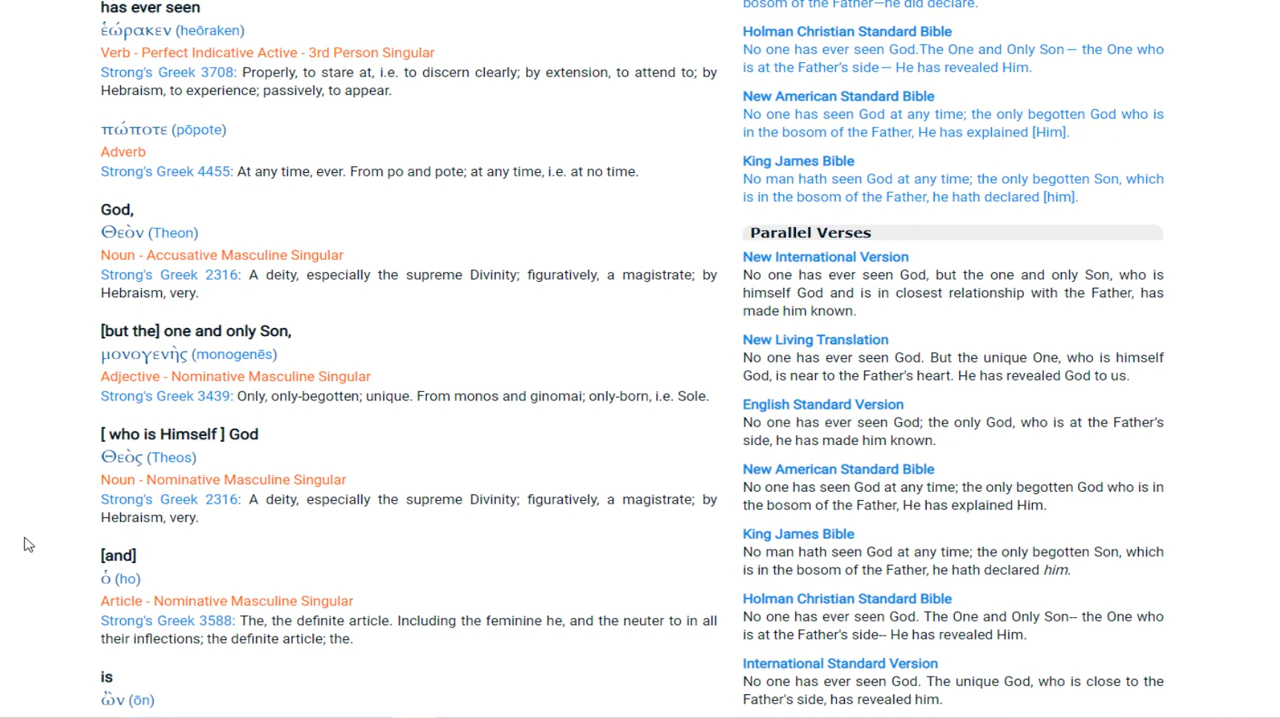 has ever seen
ἑώρακεν (heōraken)
Verb - Perfect Indicative Active - 3rd Person Singular
Strong's Greek 3708: Properly, to stare at, i.e. to discern clearly; by extension, to attend to; by
Hebraism, to experience; passively, to appear.
πώποτε (pōpote)
Adverb
Strong's Greek 4455: At any time, ever. From po and pote; at any time, i.e. at no time.
God,
Θεὸν (Theon)
Noun - Accusative Masculine Singular
Strong's Greek 2316: A deity, especially the supreme Divinity; figuratively, a magistrate; by
Hebraism, very.
[but the] one and only Son,
μονογενὴς (monogenēs)
Adjective - Nominative Masculine Singular
Strong's Greek 3439: Only, only-begotten; unique. From monos and ginomai; only-born, i.e. Sole.
[ who is Himself ] God
Θεὸς (Theos)
Noun - Nominative Masculine Singular
Strong's Greek 2316: A deity, especially the supreme Divinity; figuratively, a magistrate; by
Hebraism, very.
[and]
ὁ (ho)
Article - Nominative Masculine Singular
Strong's Greek 3588: The, the definite article. Including the feminine he, and the neuter to in all
their inflections; the definite article; the.
is
ὢν (ōn)
bosom of the Father—he did declare.
Holman Christian Standard Bible
No one has ever seen God.The One and Only Son — the One who
is at the Father's side — He has revealed Him.
New American Standard Bible
No one has seen God at any time; the only begotten God who is
in the bosom of the Father, He has explained [Him].
King James Bible
No man hath seen God at any time; the only begotten Son, which
is in the bosom of the Father, he hath declared [him].
Parallel Verses
New International Version
No one has ever seen God, but the one and only Son, who is
himself God and is in closest relationship with the Father, has
made him known.
New Living Translation
No one has ever seen God. But the unique One, who is himself
God, is near to the Father's heart. He has revealed God to us.
English Standard Version
No one has ever seen God; the only God, who is at the Father's
side, he has made him known.
New American Standard Bible
No one has seen God at any time; the only begotten God who is in
the bosom of the Father, He has explained Him.
King James Bible
No man hath seen God at any time; the only begotten Son, which
is in the bosom of the Father, he hath declared him.
Holman Christian Standard Bible
No one has ever seen God. The One and Only Son-- the One who
is at the Father's side-- He has revealed Him.
International Standard Version
No one has ever seen God. The unique God, who is close to the
Father's side, has revealed him.